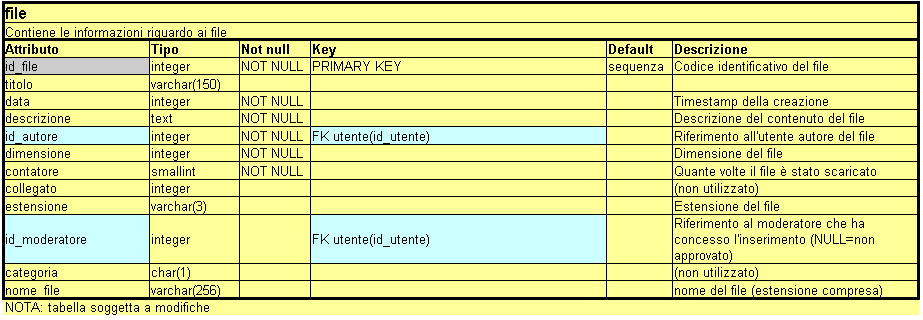 file
Contiene le informazioni riguardo ai file
Attributo Tipo Not null Key Default Descrizione
id_file integer NOT NULL PRIMARY KEY sequenza Codice identificativo del file
titolo varchar(150)
data integer NOT NULL Timestamp della creazione
descrizione text NOT NULL Descrizione del contenuto del file
id_autore integer NOT NULL FK utente(id_utente) Riferimento all'utente autore del file
dimensione integer NOT NULL Dimensione del file
contatore smallint NOT NULL Quante volte il file è stato scaricato
collegato integer (non utilizzato)
estensione varchar(3) Estensione del file
id_moderatore integer FK utente(id_utente) Riferimento al moderatore che ha
concesso l'inserimento (NULL=non
approvato)
categoria char(1) (non utilizzato)
nome_file varchar(256) nome del file (estensione compresa)
NOTA: tabella soggetta a modifiche